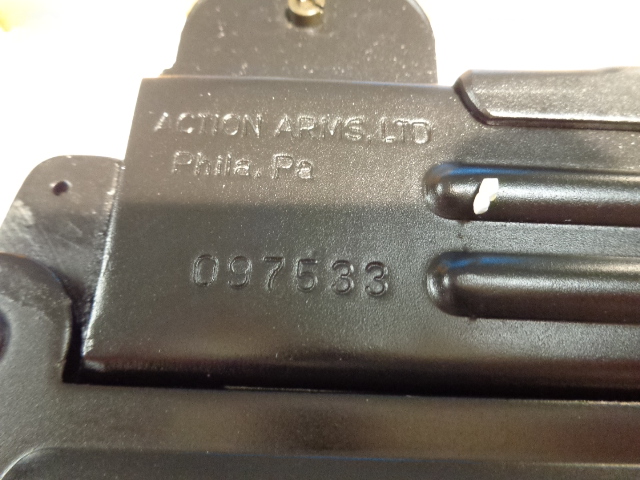 ACTION ARMS, LTD
Phila, Pa
097533